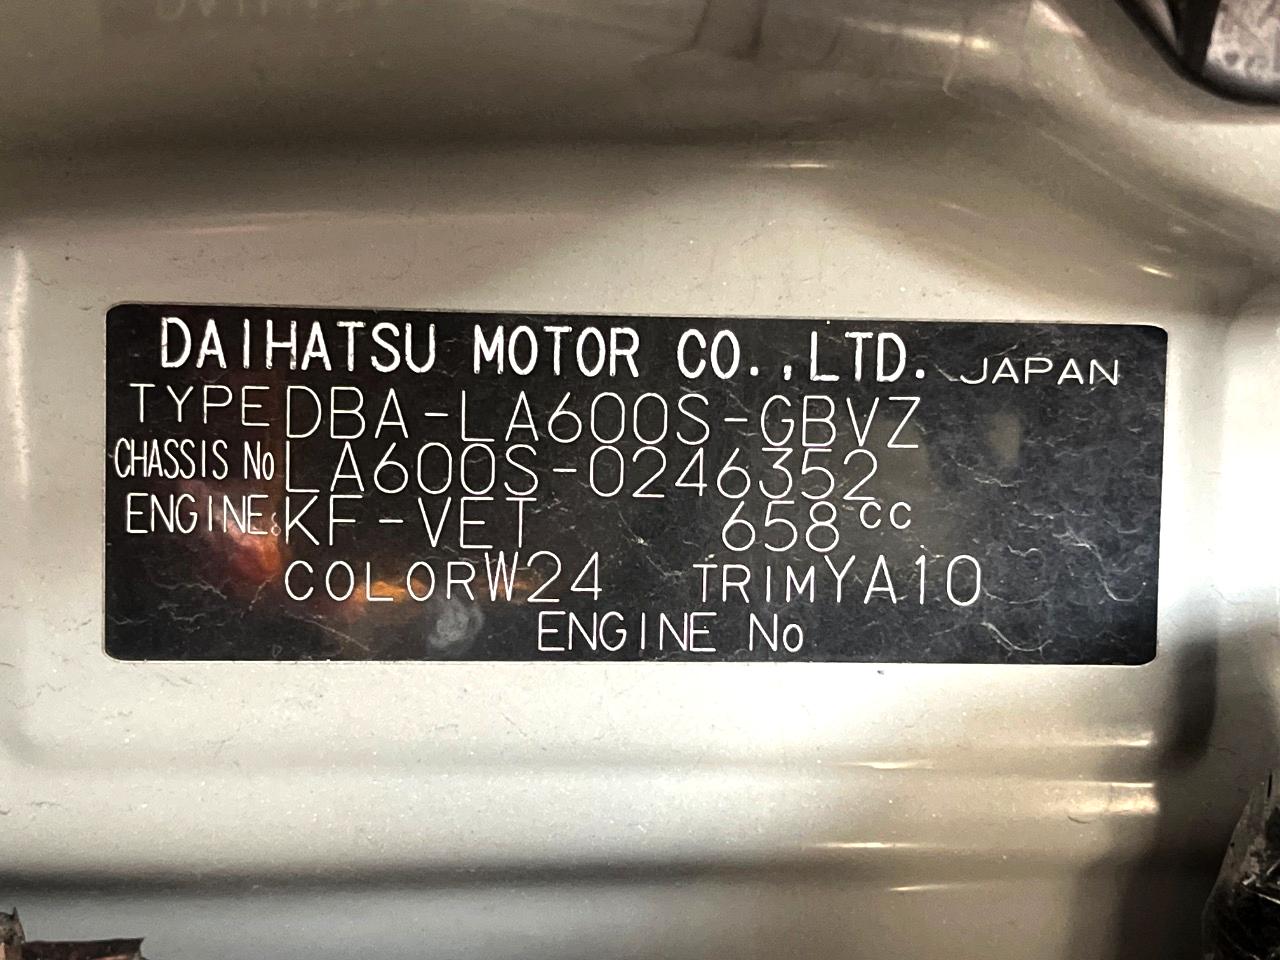 DAIHATSU MOTOR CO.,LTD. JAPAN
TYPE DBA-LA600S-GBVZ
CHASSIS No LA600S-0246352
ENGINE: KF-VET 658cc
COLOR W24 TRIM YA10
ENGINE No